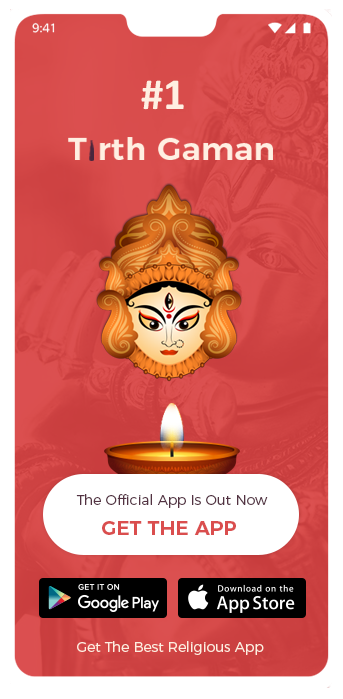 9:41
#1
Tirth Gaman
The Official App Is Out Now
GET THE APP
GET IT ON
Google Play
Download on the
App Store
Get The Best Religious App